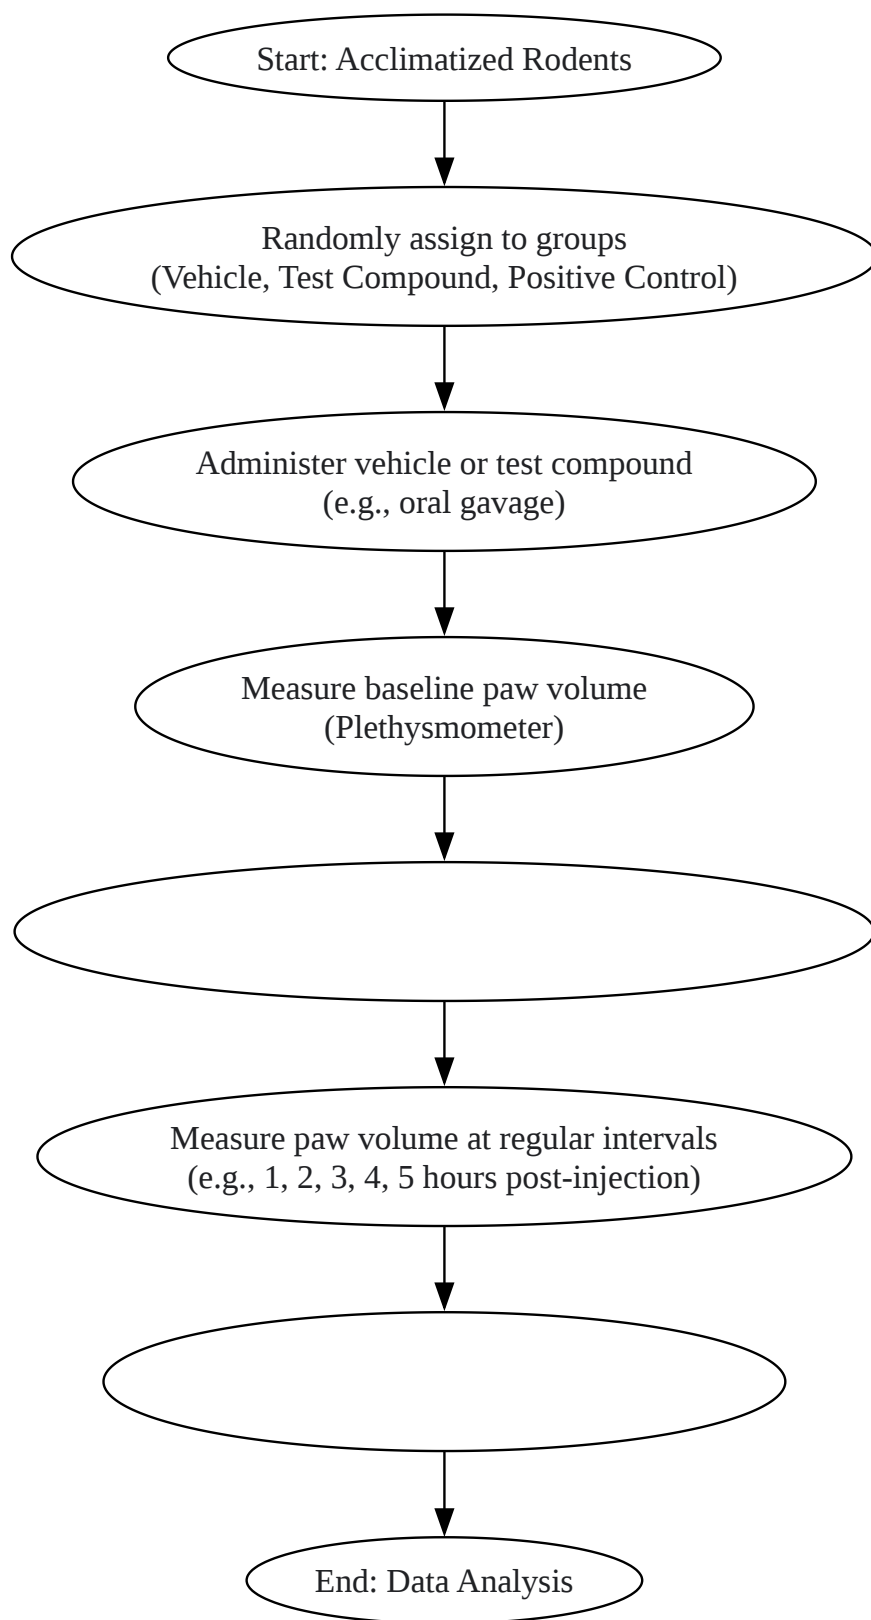 Start: Acclimatized Rodents
Randomly assign to groups
(Vehicle, Test Compound, Positive Control)
Administer vehicle or test compound
(e.g., oral gavage)
Measure baseline paw volume
(Plethysmometer)
Measure paw volume at regular intervals
(e.g., 1, 2, 3, 4, 5 hours post-injection)
End: Data Analysis